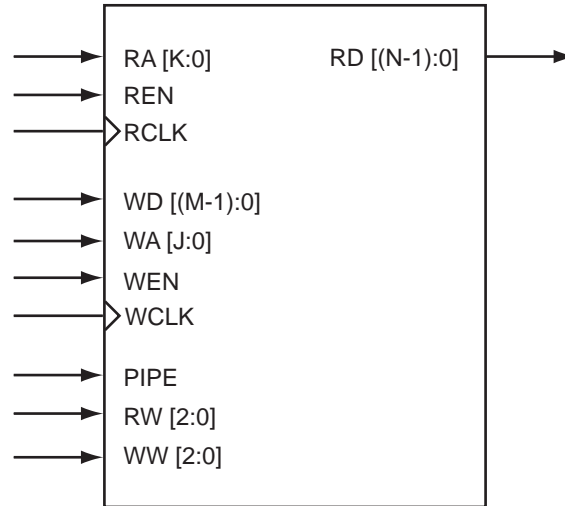 RA [K:0]
RD [(N-1):0]
REN
RCLK
WD [(M-1):0]
WA [J:0]
WEN
WCLK
PIPE
RW [2:0]
WW [2:0]